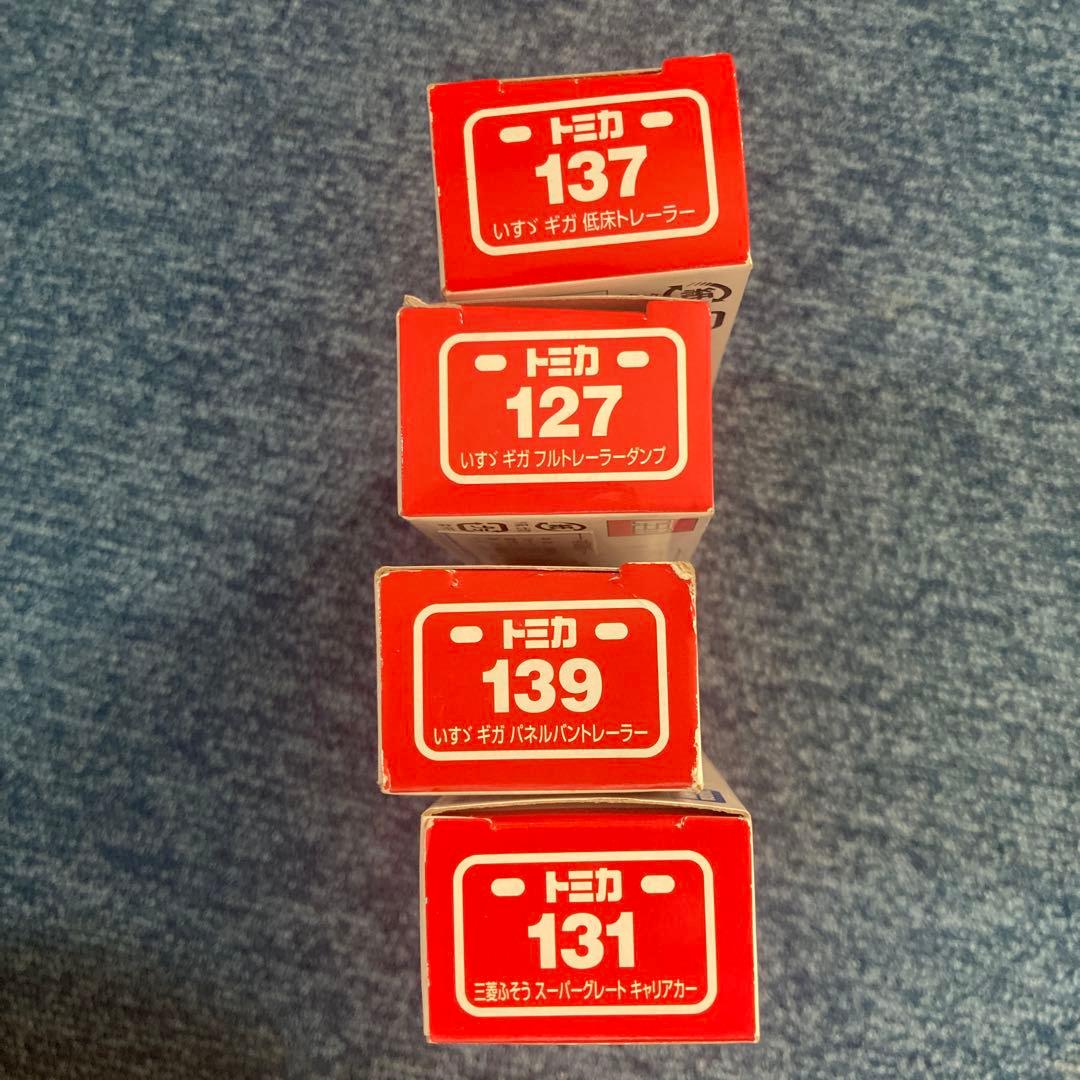 トミカ
137
いすゞ ギガ 低床トレーラー
トミカ
127
いすゞ ギガ フルトレーラーダンプ
トミカ
139
いすゞ ギガ パネルバントレーラー
トミカ
131
三菱ふそう スーパーグレート キャリアカー